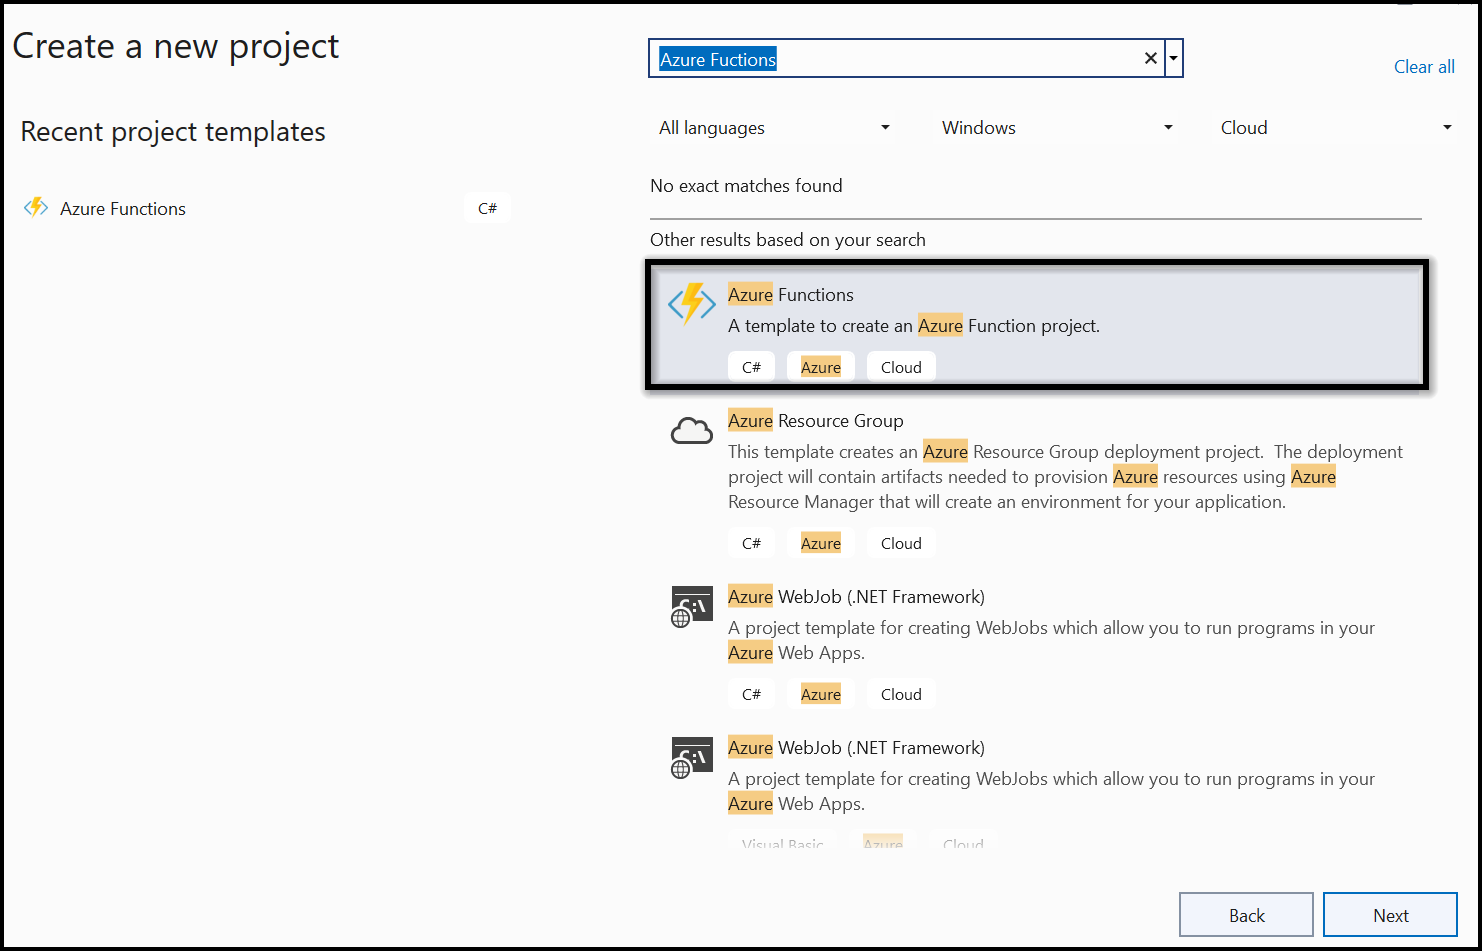 Create a new project
Azure Fuctions
Clear all
Recent project templates
All languages
Windows
Cloud
Azure Functions
C#
No exact matches found
Other results based on your search
Azure Functions
A template to create an Azure Function project.
C# Azure Cloud
Azure Resource Group
This template creates an Azure Resource Group deployment project. The deployment
project will contain artifacts needed to provision Azure resources using Azure
Resource Manager that will create an environment for your application.
C# Azure Cloud
Azure WebJob (.NET Framework)
A project template for creating WebJobs which allow you to run programs in your
Azure Web Apps.
C# Azure Cloud
Azure WebJob (.NET Framework)
A project template for creating WebJobs which allow you to run programs in your
Azure Web Apps.
Visual Basic Azure Cloud
Back
Next